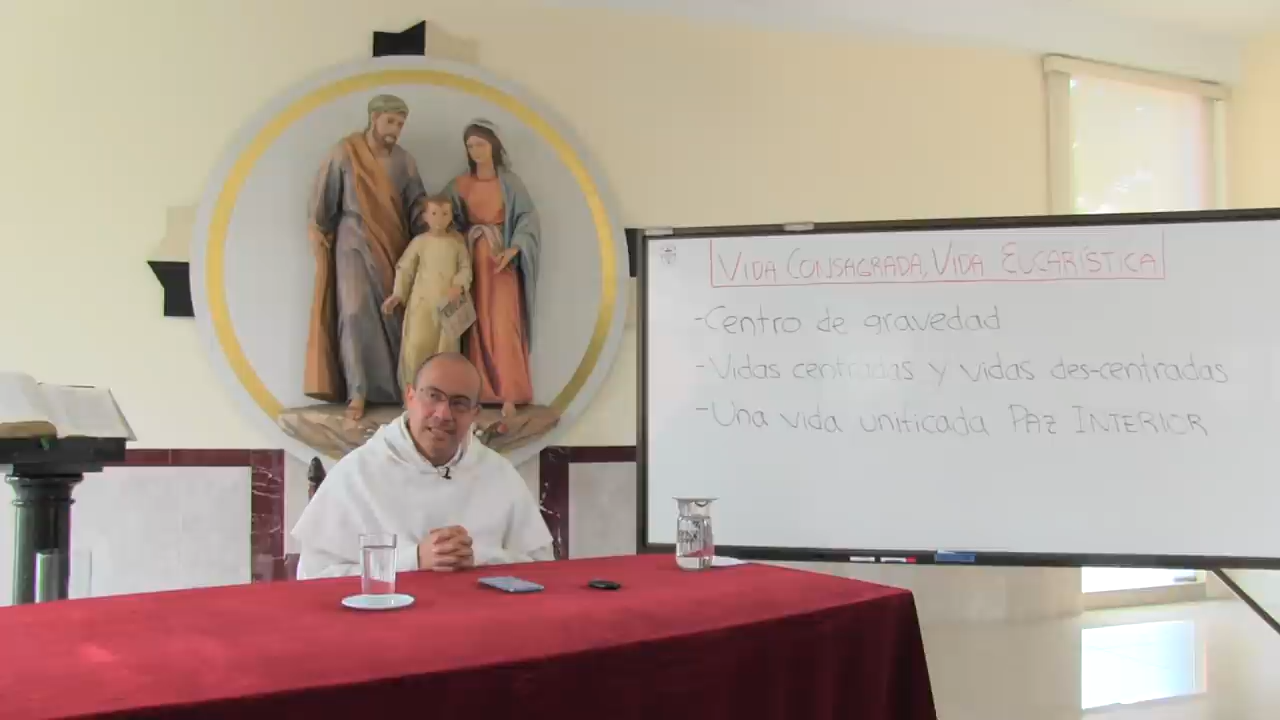 VIDA CONSAGRADA, VIDA EUCARÍSTICA
-Centro de gravedad
-Vidas centradas y vidas des-centradas
-Una vida unificada PAZ INTERIOR